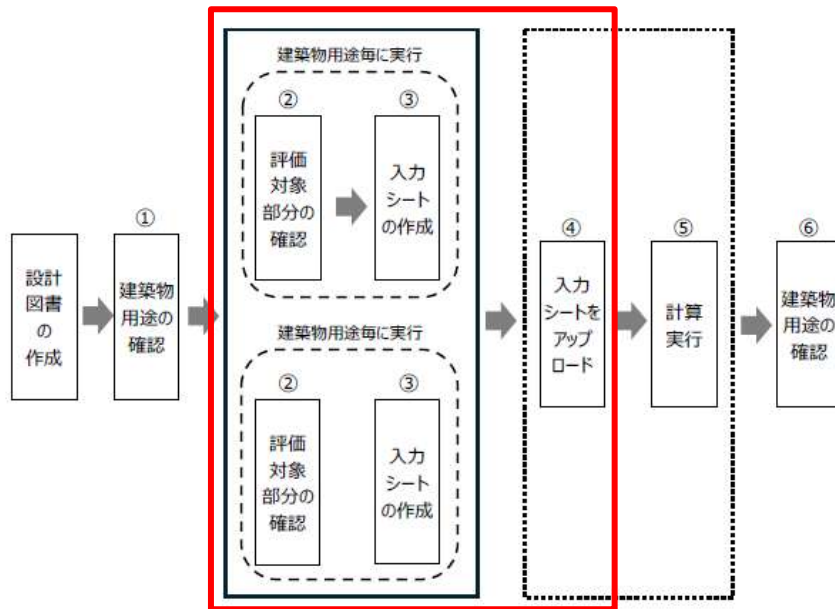 設計
図書
の
作成
①
建築物
用途の
確認
建築物用途毎に実行
②
評価
対象
部分の
確認
③
入力
シート
の作成
建築物用途毎に実行
②
評価
対象
部分の
確認
③
入力
シート
の作成
④
入力
シートを
アップ
ロード
⑤
計算
実行
⑥
建築物
用途の
確認